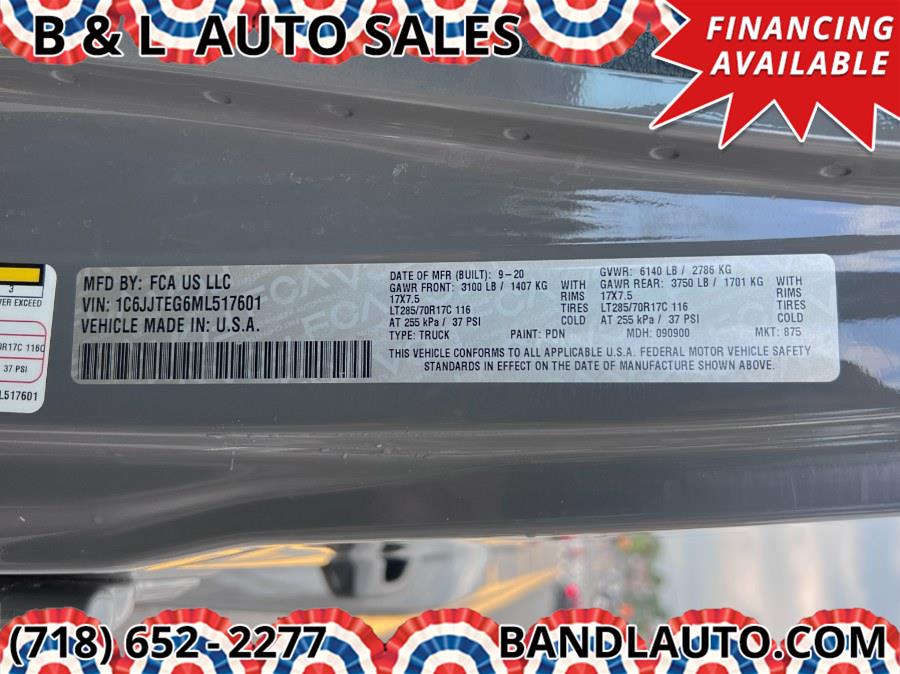 B & L AUTO SALES
FINANCING
AVAILABLE
3
EVER EXCEED
70R17C 116C
37 PSI
L517601
MFD BY: FCA US LLC
VIN: 1C6JJTEG6ML517601
VEHICLE MADE IN: U.S.A.
DATE OF MFR (BUILT): 9-20
GAWR FRONT: 3100 LB / 1407 KG WITH
17X7.5 RIMS
LT285/70R17C 116 TIRES
AT 255 kPa / 37 PSI COLD
TYPE: TRUCK
GVWR: 6140 LB / 2786 KG
GAWR REAR: 3750 LB / 1701 KG WITH
17X7.5 RIMS
LT285/70R17C 116 TIRES
AT 255 kPa / 37 PSI COLD
PAINT: PDN MDH: 090900 MKT: 875
THIS VEHICLE CONFORMS TO ALL APPLICABLE U.S.A. FEDERAL MOTOR VEHICLE SAFETY
STANDARDS IN EFFECT ON THE DATE OF MANUFACTURE SHOWN ABOVE.
(718) 652-2277
BANDLAUTO.COM